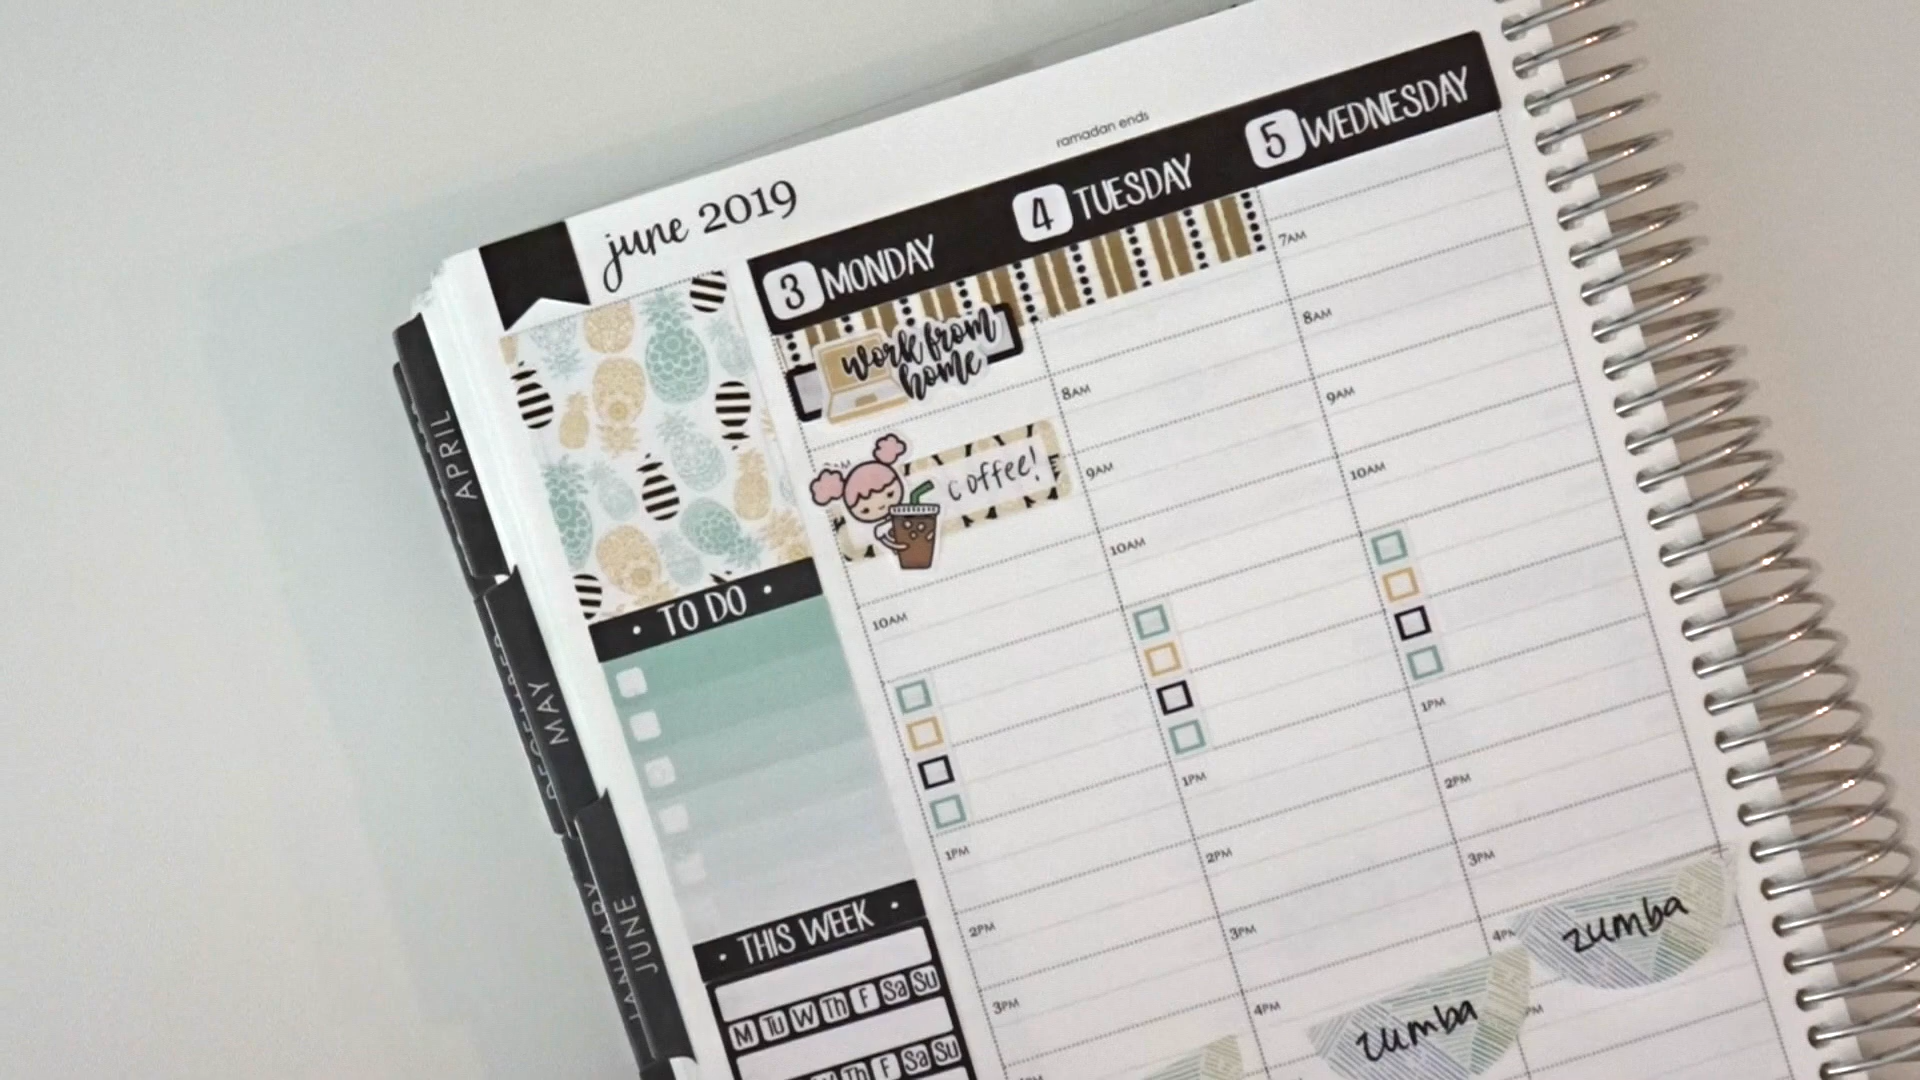 june 2019
ramadan ends
3 MONDAY
4 TUESDAY
5 WEDNESDAY
work from
home
coffee!
10AM
1PM
2PM
3PM
8AM
9AM
10AM
1PM
2PM
3PM
4PM
zumba
7AM
8AM
9AM
10AM
1PM
2PM
3PM
4PM
zumba
• TO DO •
• THIS WEEK •
M Tu W Th F Sa Su
Th F Sa Su
APRIL
MAY
JUNE
JANUARY